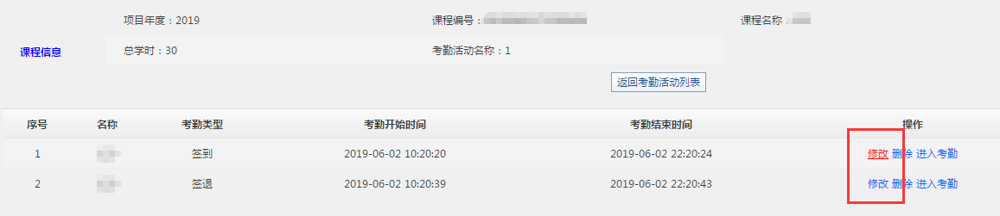 项目年度：2019 课程编号： 课程名称：
课程信息
总学时：30 考勤活动名称：1
返回考勤活动列表
序号 名称 考勤类型 考勤开始时间 考勤结束时间 操作
1 签到 2019-06-02 10:20:20 2019-06-02 22:20:24 修改 删除 进入考勤
2 签退 2019-06-02 10:20:39 2019-06-02 22:20:43 修改 删除 进入考勤